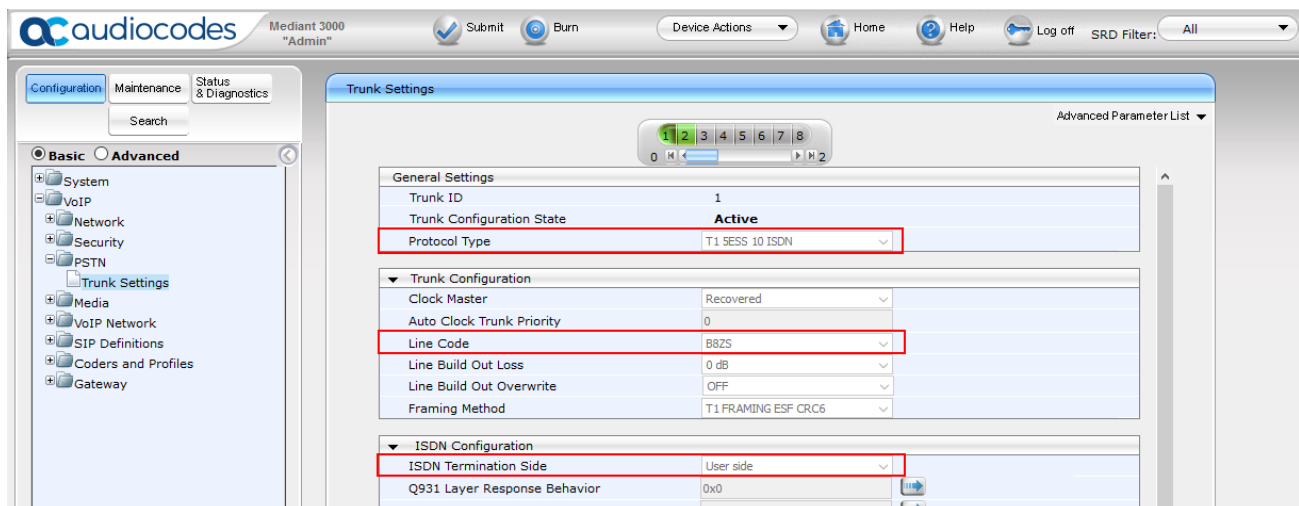 audiocodes
Mediant 3000
"Admin"
Submit
Burn
Device Actions
Home
Help
Log off
SRD Filter:
All
Configuration
Maintenance
Status
& Diagnostics
Search
Basic
Advanced
System
VoIP
Network
Security
PSTN
Trunk Settings
Media
VoIP Network
SIP Definitions
Coders and Profiles
Gateway
Trunk Settings
Advanced Parameter List
1 2 3 4 5 6 7 8
0 2
General Settings
Trunk ID 1
Trunk Configuration State Active
Protocol Type T1 5ESS 10 ISDN
Trunk Configuration
Clock Master Recovered
Auto Clock Trunk Priority 0
Line Code B8ZS
Line Build Out Loss 0 dB
Line Build Out Overwrite OFF
Framing Method T1 FRAMING ESF CRC6
ISDN Configuration
ISDN Termination Side User side
Q931 Layer Response Behavior 0x0